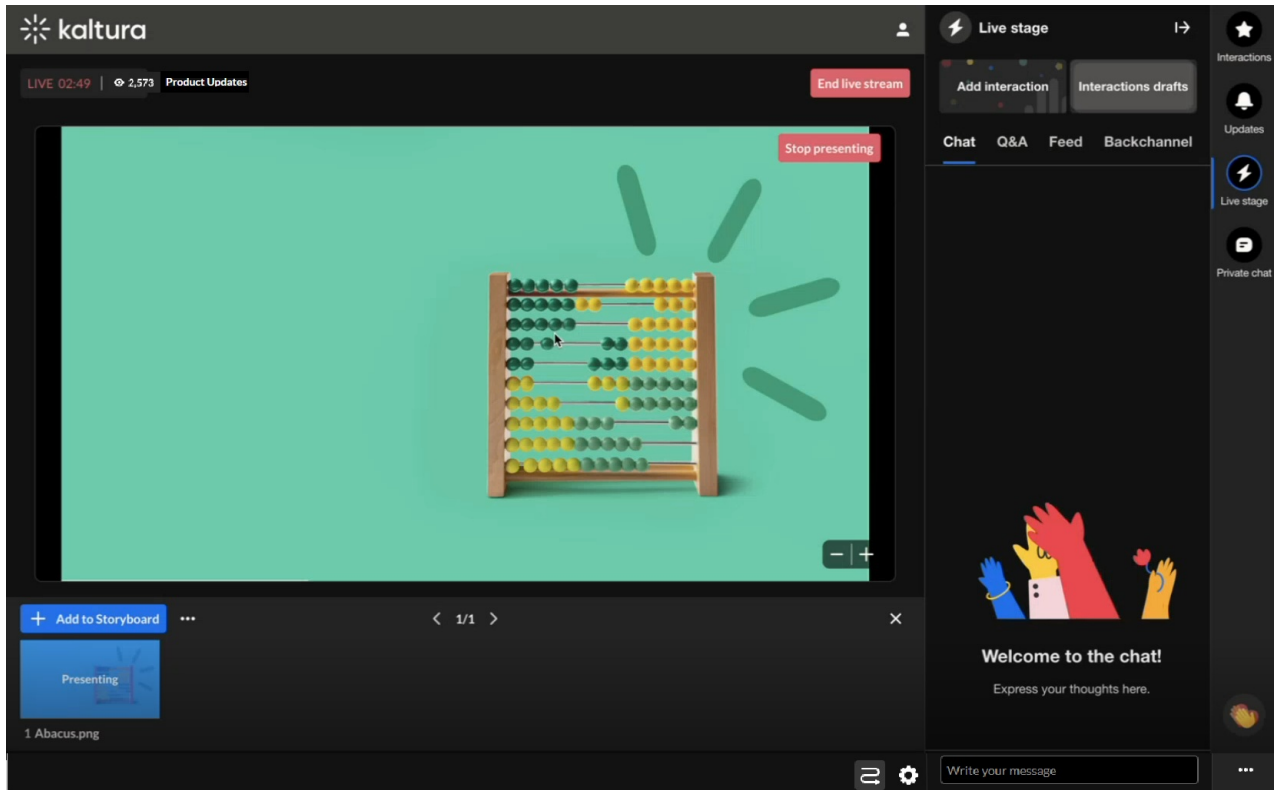 kaltura
LIVE 02:49 | 2,573 Product Updates
End live stream
Stop presenting
+ Add to Storyboard
1/1
Presenting
1 Abacus.png
Live stage
Add interaction
Interactions drafts
Chat Q&A Feed Backchannel
Welcome to the chat!
Express your thoughts here.
Write your message
Interactions
Updates
Live stage
Private chat